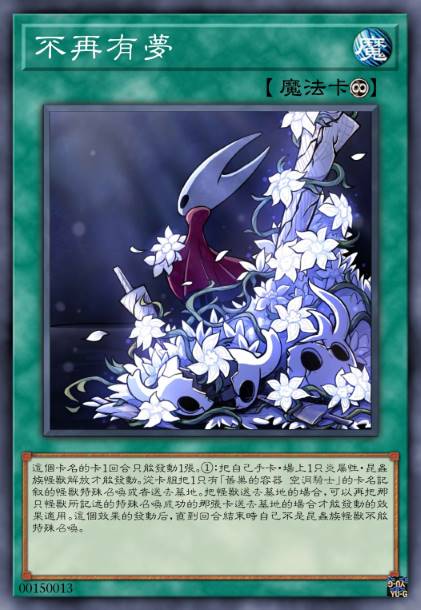 不再有夢
魔
【魔法卡♾】
這個卡名的卡1回合只能發動1張。①：把自己手卡·場上1只炎屬性·昆蟲
族怪獸解放才能發動。從卡組把1只有「舊巢的容器 空洞騎士」的卡名記
敘的怪獸特殊召喚或者送去墓地。把怪獸送去墓地的場合，可以再把那
只怪獸所記述的特殊召喚成功的那張卡送去墓地的場合才能發動的效
果適用。這個效果的發動后，直到回合結束時自己不是昆蟲族怪獸不能
特殊召喚。
00150013
YU-G